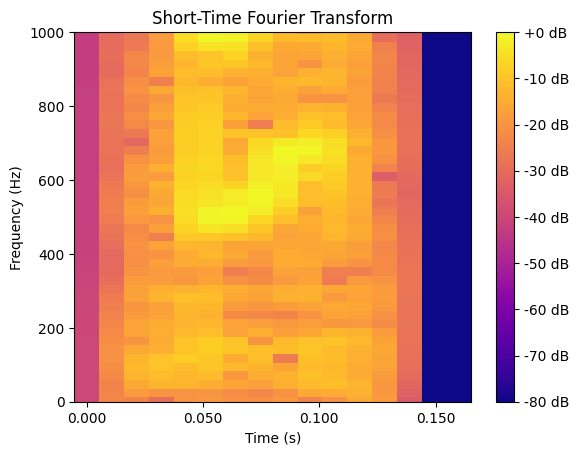 Short-Time Fourier Transform
Frequency (Hz)
1000
800
600
400
200
0
0.000
0.050
0.100
0.150
Time (s)
+0 dB
-10 dB
-20 dB
-30 dB
-40 dB
-50 dB
-60 dB
-70 dB
-80 dB